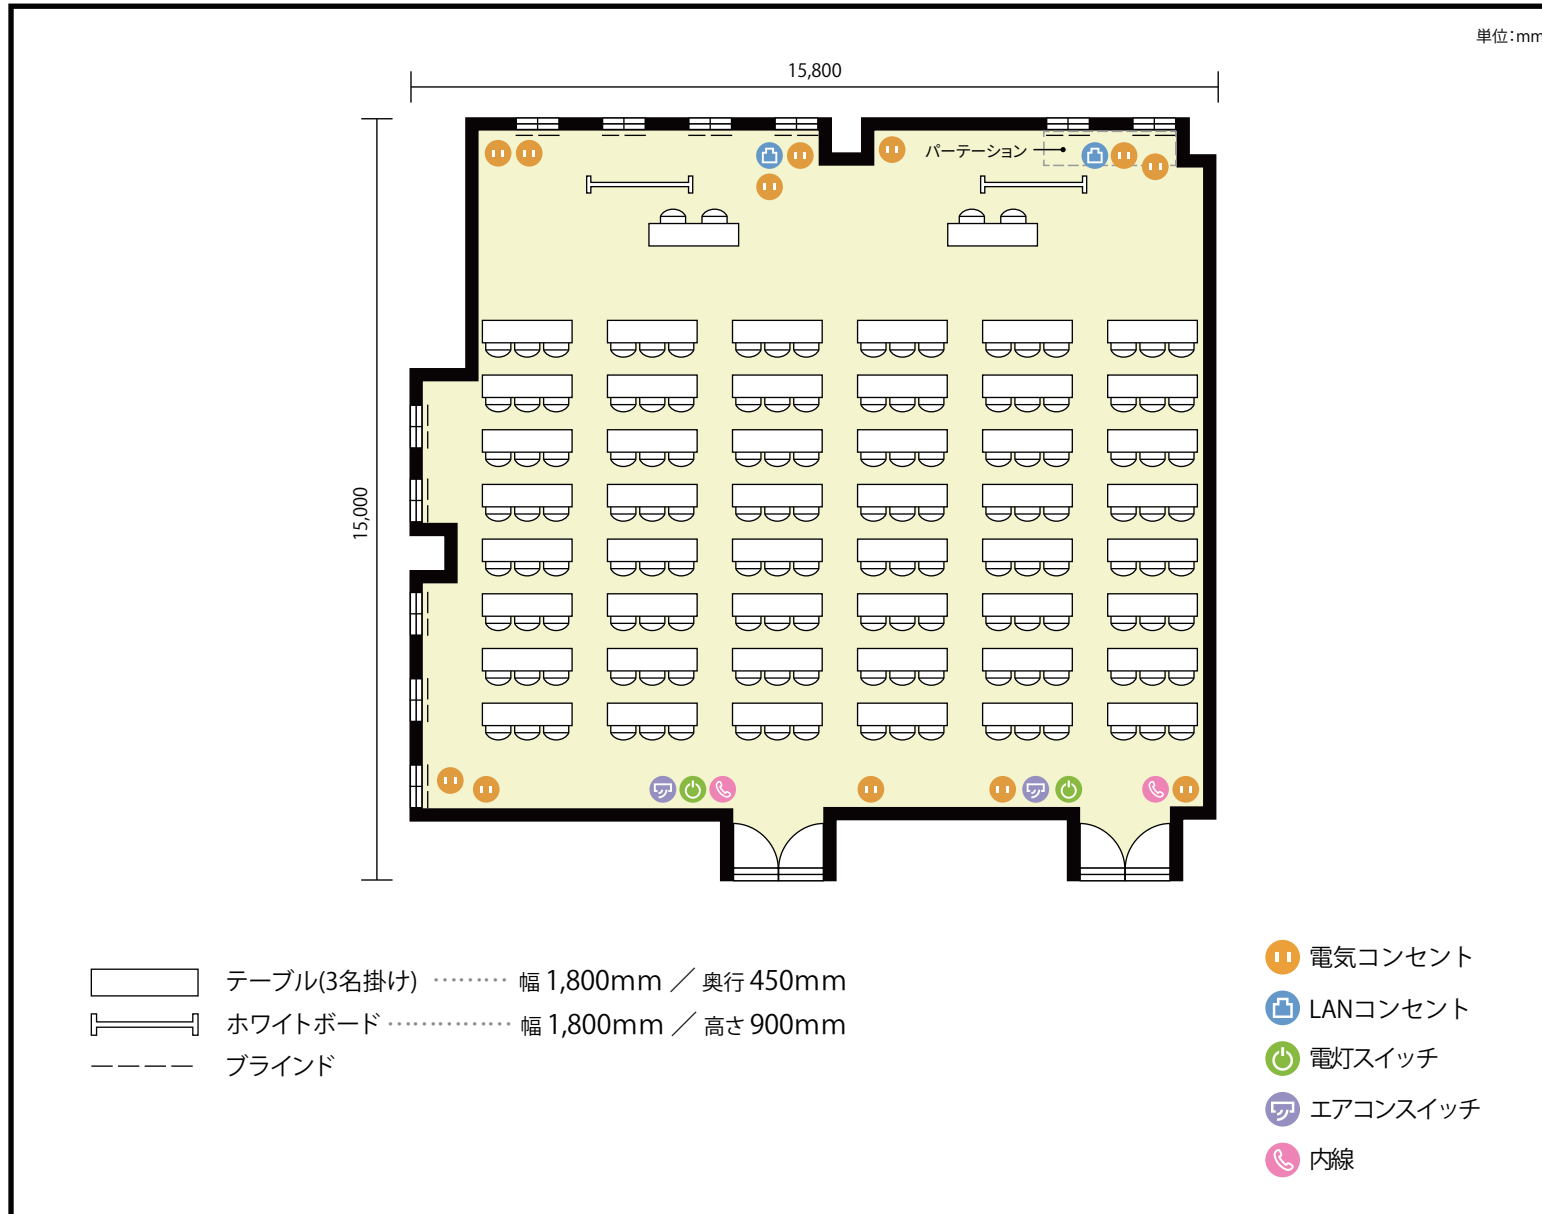 単位：mm
15,800
パーテーション
15,000
テーブル(3名掛け) ········· 幅 1,800mm ／ 奥行 450mm
ホワイトボード ··············· 幅 1,800mm ／ 高さ 900mm
ブラインド
電気コンセント
LANコンセント
電灯スイッチ
エアコンスイッチ
内線